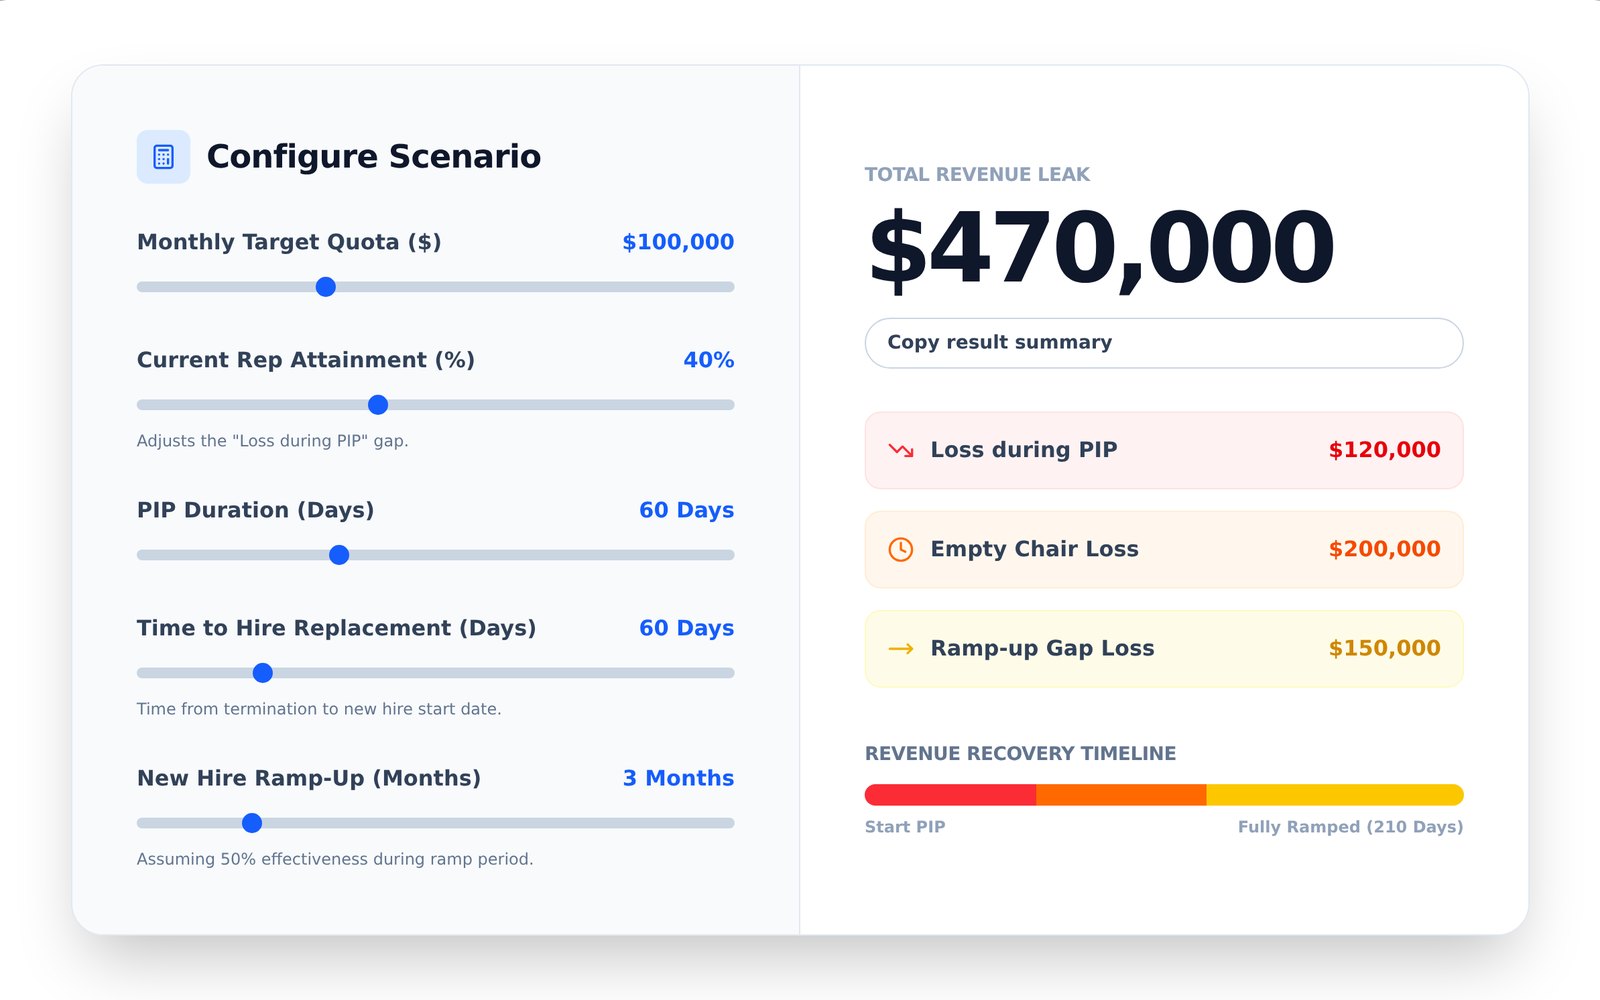 Configure Scenario
Monthly Target Quota ($) $100,000
Current Rep Attainment (%) 40%
Adjusts the "Loss during PIP" gap.
PIP Duration (Days) 60 Days
Time to Hire Replacement (Days) 60 Days
Time from termination to new hire start date.
New Hire Ramp-Up (Months) 3 Months
Assuming 50% effectiveness during ramp period.
TOTAL REVENUE LEAK
$470,000
Copy result summary
Loss during PIP $120,000
Empty Chair Loss $200,000
Ramp-up Gap Loss $150,000
REVENUE RECOVERY TIMELINE
Start PIP Fully Ramped (210 Days)